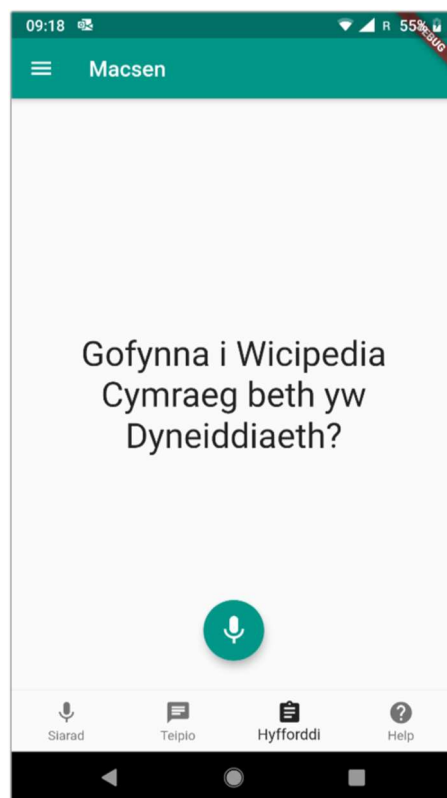 09:18 R 55%
DEBUG
Macsen
Gofynna i Wicipedia
Cymraeg beth yw
Dyneiddiaeth?
Siarad Teipio Hyfforddi Help